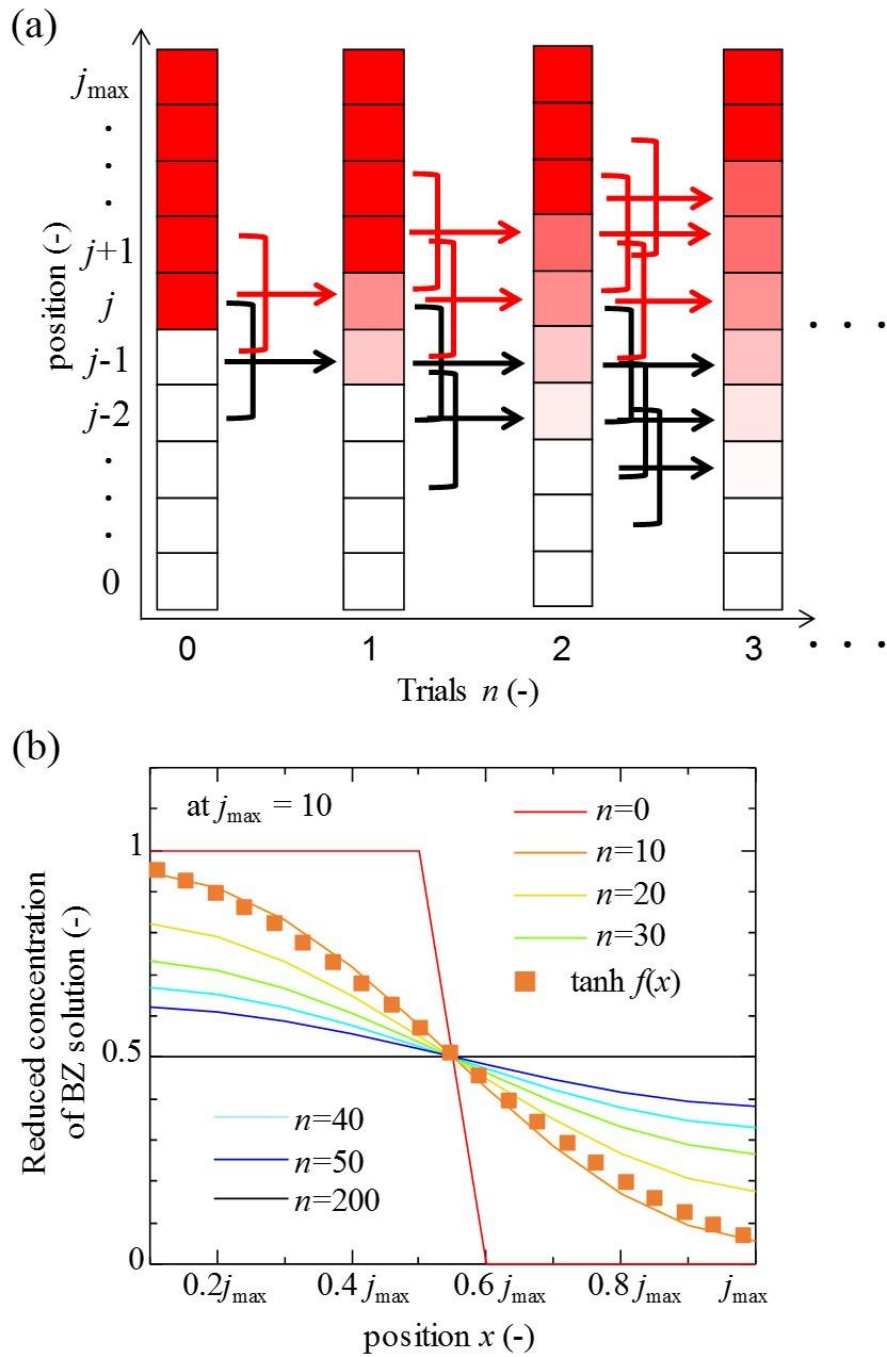 (a)
position (-)
jmax
.
.
.
j+1
j
j-1
j-2
.
.
.
0
0 1 2 3
. . .
. . .
Trials n (-)
(b)
Reduced concentration
of BZ solution (-)
at jmax = 10
n=0
n=10
n=20
n=30
tanh f(x)
n=40
n=50
n=200
1
0.5
0
0.2jmax 0.4 jmax 0.6 jmax 0.8 jmax jmax
position x (-)